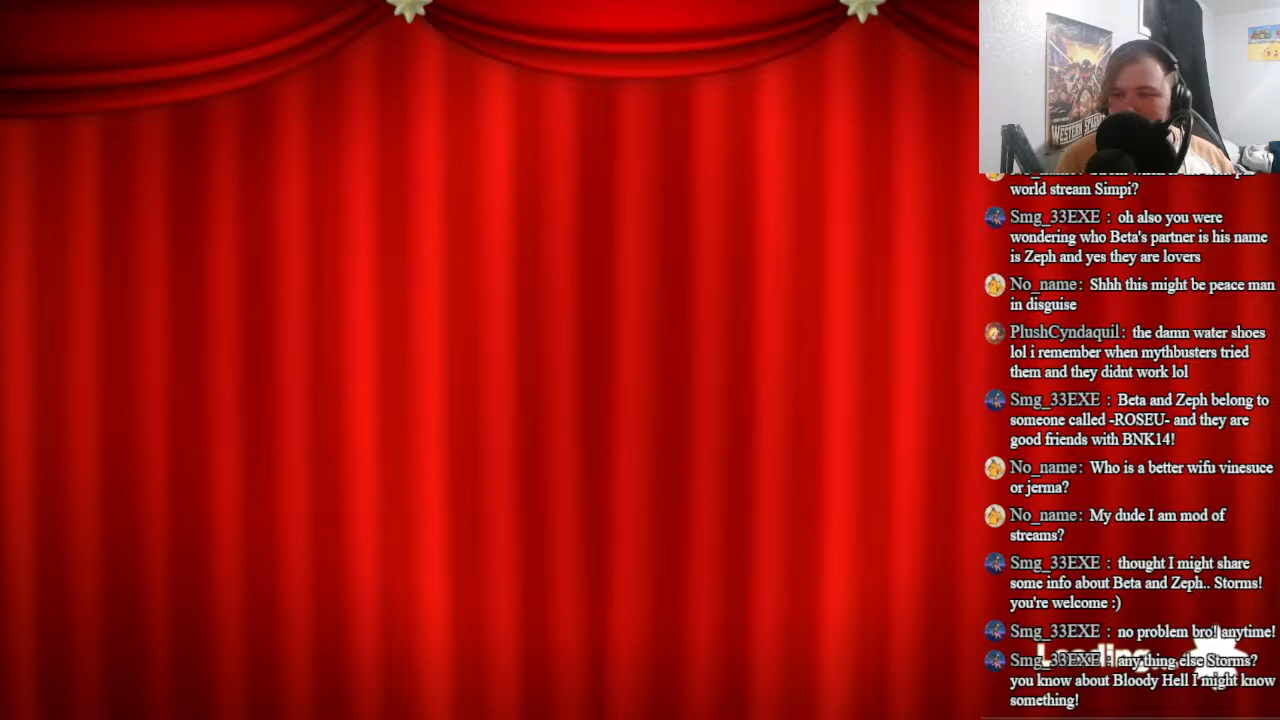 WESTERN
world stream Simpi?
Smg_33EXE : oh also you were
wondering who Beta's partner is his name
is Zeph and yes they are lovers
No_name: Shhh this might be peace man
in disguise
PlushCyndaquil: the damn water shoes
lol i remember when mythbusters tried
them and they didnt work lol
Smg_33EXE : Beta and Zeph belong to
someone called -ROSEU- and they are
good friends with BNK14!
No_name: Who is a better wifu vinesuce
or jerma?
No_name: My dude I am mod of
streams?
Smg_33EXE : thought I might share
some info about Beta and Zeph.. Storms!
you're welcome :)
Smg_33EXE : no problem bro! anytime!
Loading...
Smg_33EXE : any thing else Storms?
you know about Bloody Hell I might know
something!